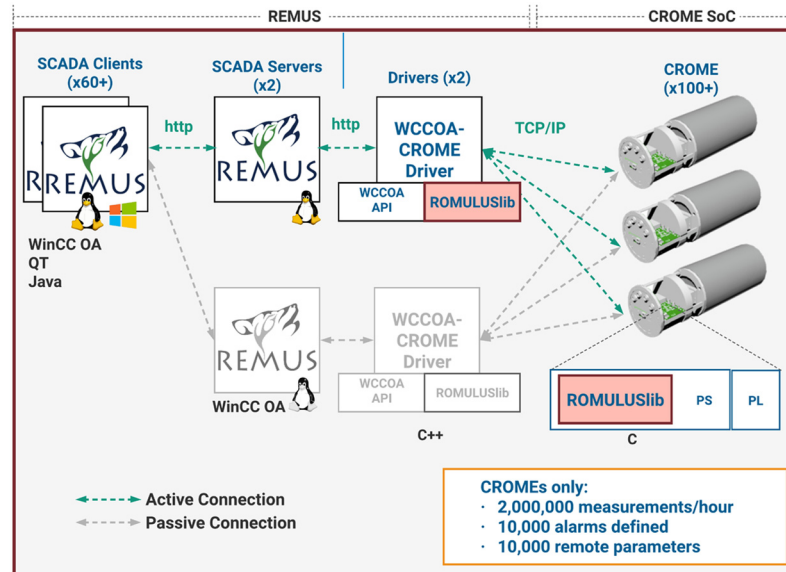 REMUS
CROME SoC
SCADA Clients
(x60+)
SCADA Servers
(x2)
Drivers (x2)
CROME
(x100+)
http
http
TCP/IP
WCCOA-
CROME
Driver
R
REMUS
REMUS
WCCOA
API
ROMULUSlib
WinCC OA
QT
Java
REMUS
WCCOA-
CROME
Driver
WCCOA
API
ROMULUSlib
WinCC OA
C++
ROMULUSlib
PS
PL
C
Active Connection
Passive Connection
CROMEs only:
· 2,000,000 measurements/hour
· 10,000 alarms defined
· 10,000 remote parameters